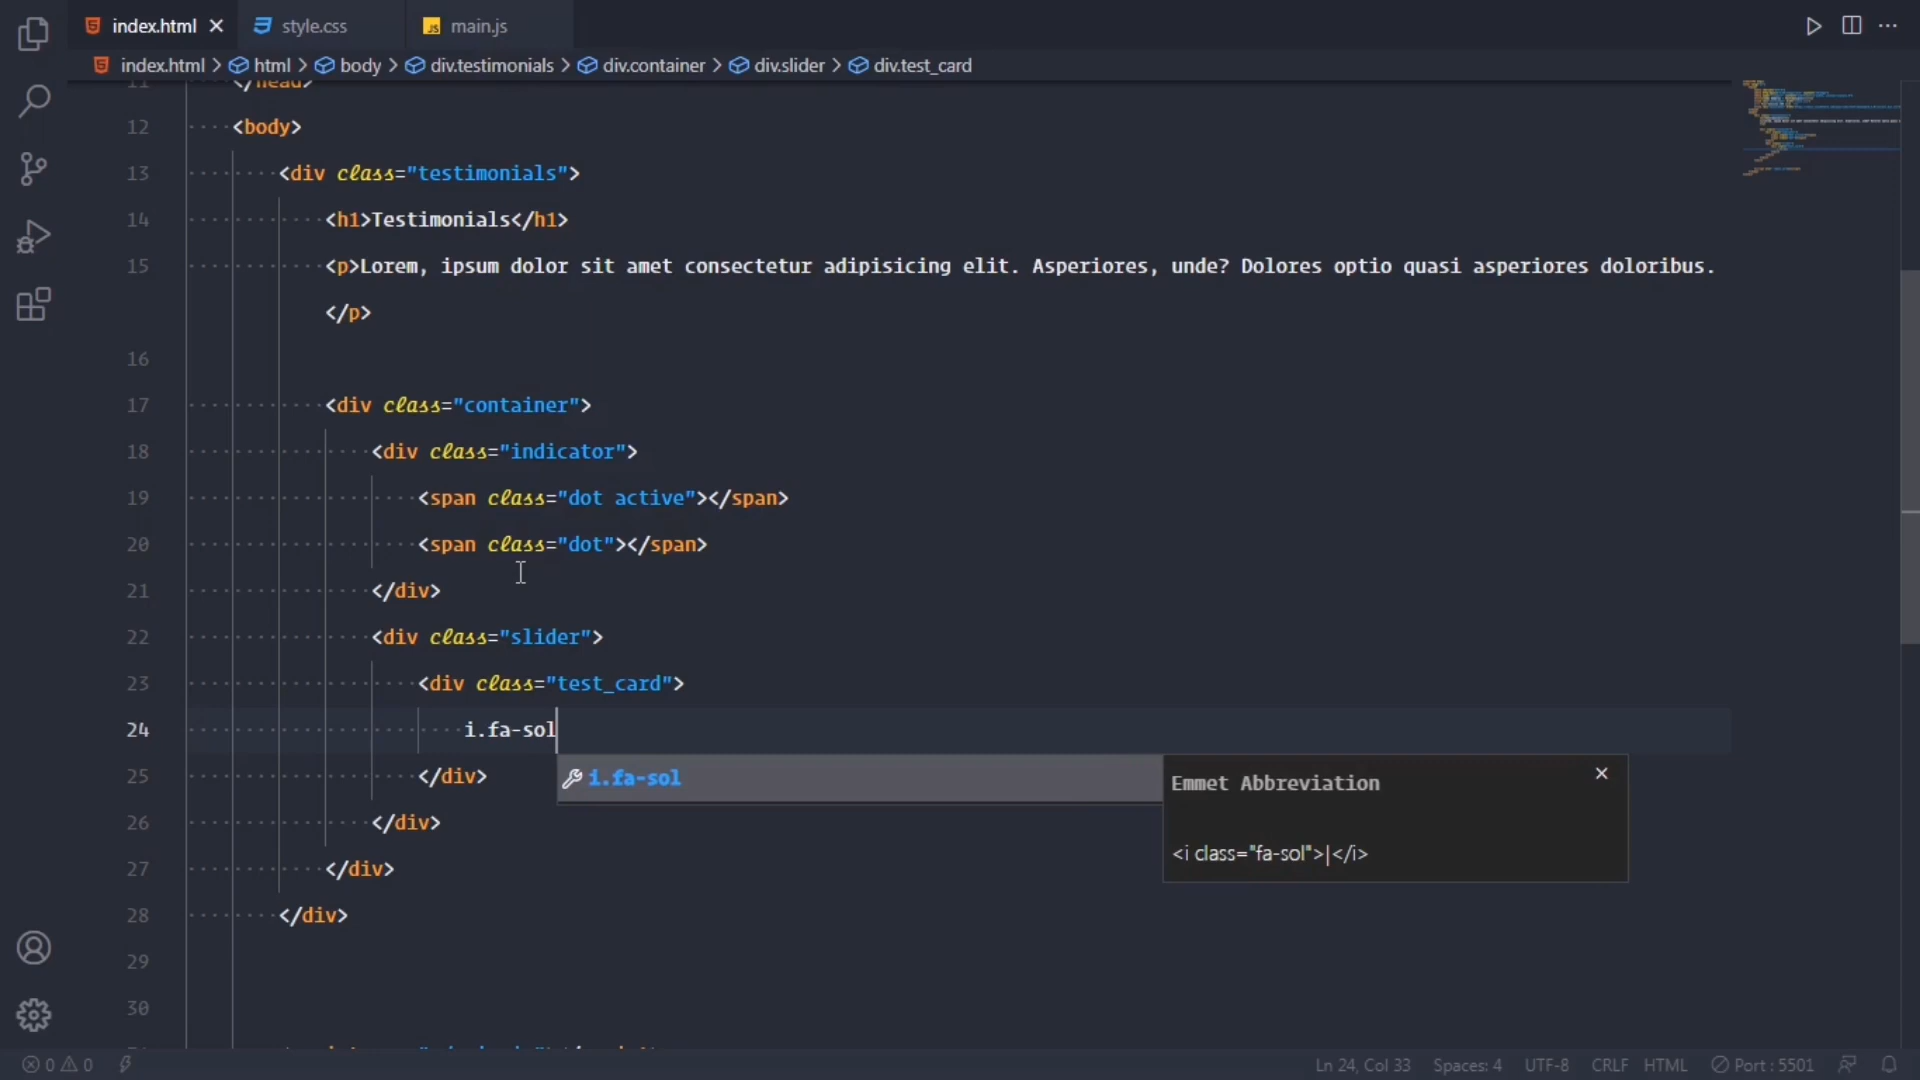 index.html
style.css
main.js
index.html > html > body > div.testimonials > div.container > div.slider > div.test_card
11 </head>
12 <body>
13 <div class="testimonials">
14 <h1>Testimonials</h1>
15 <p>Lorem, ipsum dolor sit amet consectetur adipisicing elit. Asperiores, unde? Dolores optio quasi asperiores doloribus.
</p>
16
17 <div class="container">
18 <div class="indicator">
19 <span class="dot active"></span>
20 <span class="dot"></span>
21 </div>
22 <div class="slider">
23 <div class="test_card">
24 i.fa-sol
i.fa-sol
Emmet Abbreviation
<i class="fa-sol">|</i>
25 </div>
26 </div>
27 </div>
28 </div>
29
30
0 0
Ln 24, Col 33
Spaces: 4
UTF-8
CRLF
HTML
Port : 5501